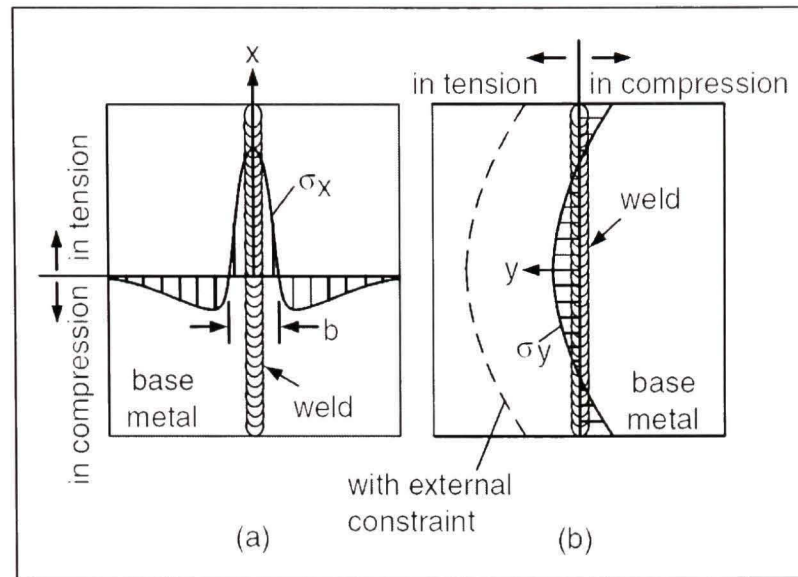 x
in tension
in compression
σx
b
base
metal
weld
(a)
in tension
in compression
weld
y
σy
base
metal
with external
constraint
(b)